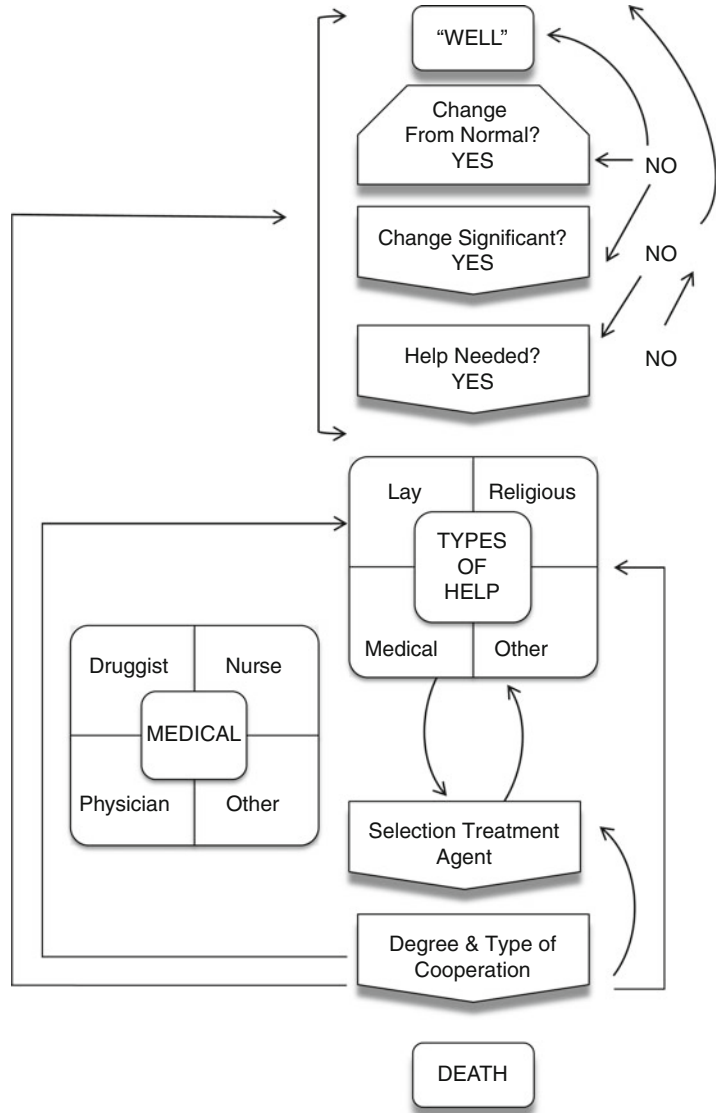 “WELL”
Change
From Normal?
YES
NO
Change Significant?
YES
NO
Help Needed?
YES
NO
Lay
Religious
TYPES
OF
HELP
Medical
Other
Druggist
Nurse
MEDICAL
Physician
Other
Selection Treatment
Agent
Degree & Type of
Cooperation
DEATH